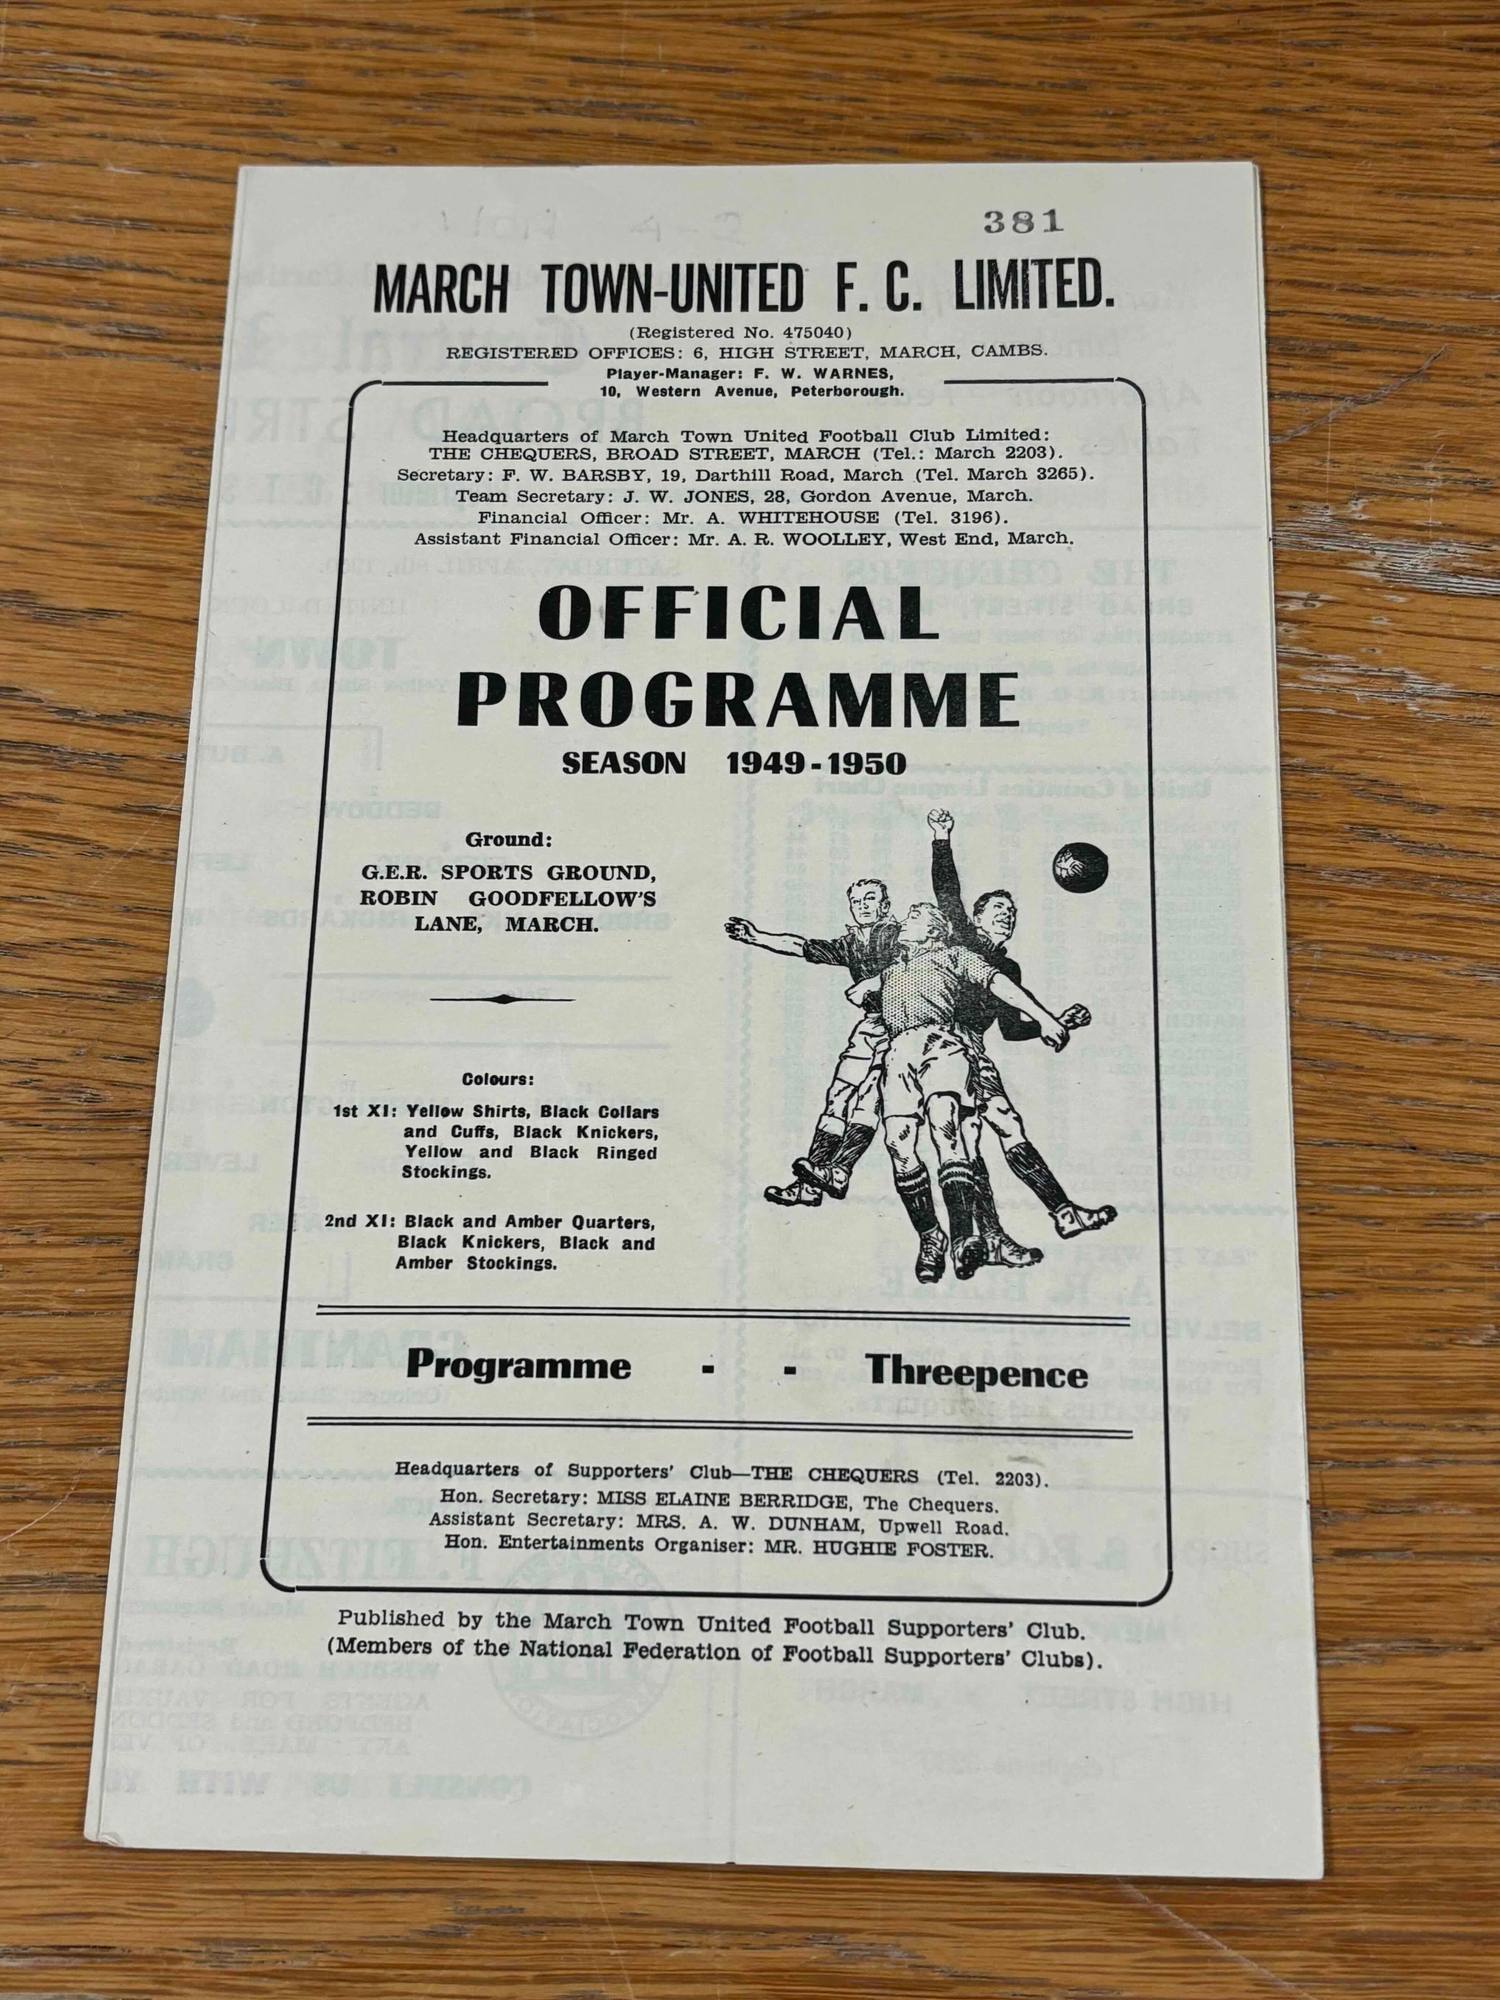 381
MARCH TOWN-UNITED F. C. LIMITED.
(Registered No. 475040)
REGISTERED OFFICES: 6, HIGH STREET, MARCH, CAMBS.
Player-Manager: F. W. WARNES,
10, Western Avenue, Peterborough.
Headquarters of March Town United Football Club Limited:
THE CHEQUERS, BROAD STREET, MARCH (Tel.: March 2203).
Secretary: F. W. BARSBY, 19, Darthill Road, March (Tel. March 3265).
Team Secretary: J. W. JONES, 28, Gordon Avenue, March.
Financial Officer: Mr. A. WHITEHOUSE (Tel. 3196).
Assistant Financial Officer: Mr. A. R. WOOLLEY, West End, March.
OFFICIAL
PROGRAMME
SEASON 1949-1950
Ground:
G.E.R. SPORTS GROUND,
ROBIN GOODFELLOW'S
LANE, MARCH.
Colours:
1st XI: Yellow Shirts, Black Collars
and Cuffs, Black Knickers,
Yellow and Black Ringed
Stockings.
2nd XI: Black and Amber Quarters,
Black Knickers, Black and
Amber Stockings.
Programme - - Threepence
Headquarters of Supporters' Club—THE CHEQUERS (Tel. 2203).
Hon. Secretary: MISS ELAINE BERRIDGE, The Chequers.
Assistant Secretary: MRS. A. W. DUNHAM, Upwell Road.
Hon. Entertainments Organiser: MR. HUGHIE FOSTER.
Published by the March Town United Football Supporters' Club.
(Members of the National Federation of Football Supporters' Clubs).